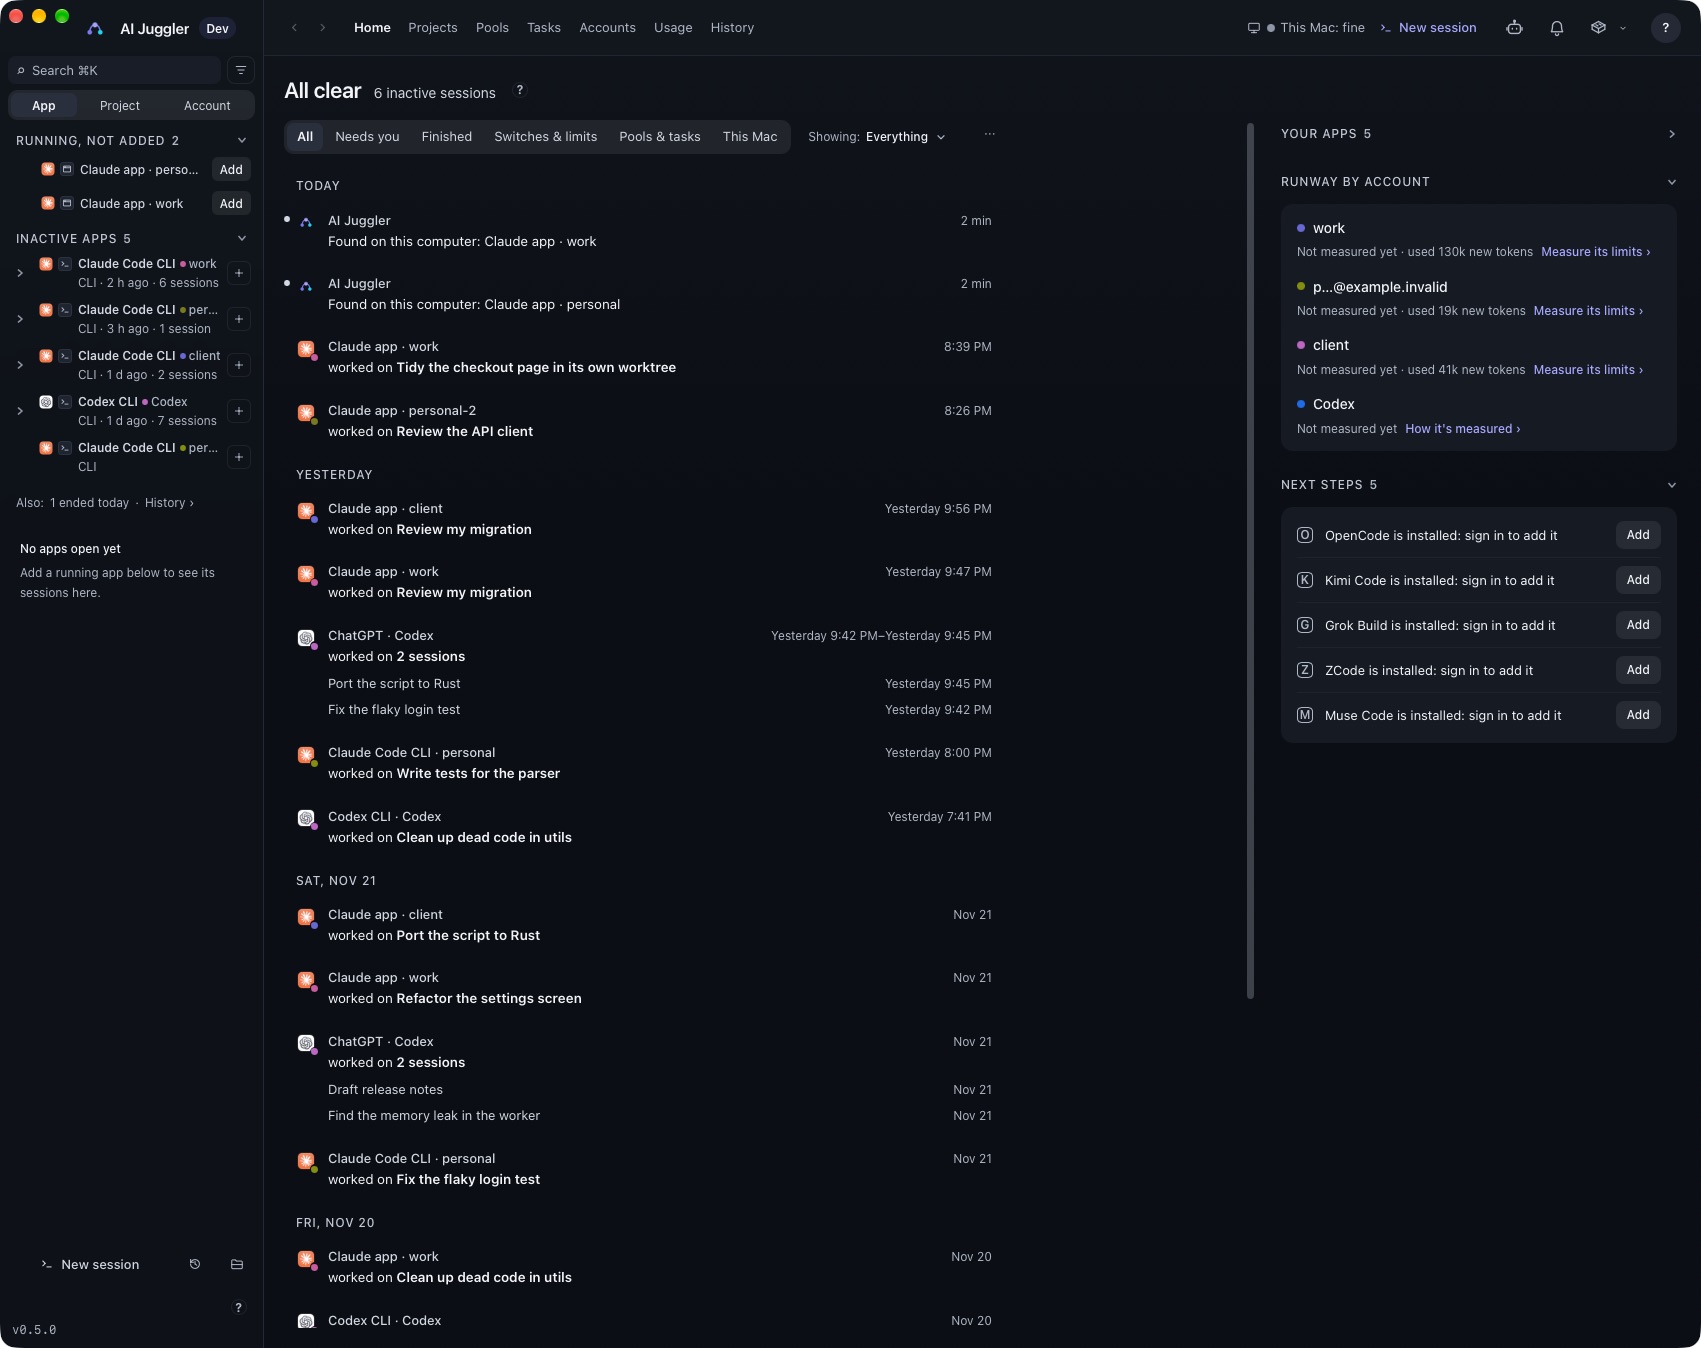 AI Juggler Dev
Search ⌘K
App Project Account
RUNNING, NOT ADDED 2
Claude app · perso... Add
Claude app · work Add
INACTIVE APPS 5
Claude Code CLI work
CLI · 2 h ago · 6 sessions
Claude Code CLI per...
CLI · 3 h ago · 1 session
Claude Code CLI client
CLI · 1 d ago · 2 sessions
Codex CLI Codex
CLI · 1 d ago · 7 sessions
Claude Code CLI per...
CLI
Also: 1 ended today · History ›
No apps open yet
Add a running app below to see its
sessions here.
New session
?
v0.5.0
Home Projects Pools Tasks Accounts Usage History
This Mac: fine New session ?
All clear 6 inactive sessions ?
All Needs you Finished Switches & limits Pools & tasks This Mac Showing: Everything ...
TODAY
AI Juggler 2 min
Found on this computer: Claude app · work
AI Juggler 2 min
Found on this computer: Claude app · personal
Claude app · work 8:39 PM
worked on Tidy the checkout page in its own worktree
Claude app · personal-2 8:26 PM
worked on Review the API client
YESTERDAY
Claude app · client Yesterday 9:56 PM
worked on Review my migration
Claude app · work Yesterday 9:47 PM
worked on Review my migration
ChatGPT · Codex Yesterday 9:42 PM–Yesterday 9:45 PM
worked on 2 sessions
Port the script to Rust Yesterday 9:45 PM
Fix the flaky login test Yesterday 9:42 PM
Claude Code CLI · personal Yesterday 8:00 PM
worked on Write tests for the parser
Codex CLI · Codex Yesterday 7:41 PM
worked on Clean up dead code in utils
SAT, NOV 21
Claude app · client Nov 21
worked on Port the script to Rust
Claude app · work Nov 21
worked on Refactor the settings screen
ChatGPT · Codex Nov 21
worked on 2 sessions
Draft release notes Nov 21
Find the memory leak in the worker Nov 21
Claude Code CLI · personal Nov 21
worked on Fix the flaky login test
FRI, NOV 20
Claude app · work Nov 20
worked on Clean up dead code in utils
Codex CLI · Codex Nov 20
YOUR APPS 5
RUNWAY BY ACCOUNT
work
Not measured yet · used 130k new tokens Measure its limits ›
p...@example.invalid
Not measured yet · used 19k new tokens Measure its limits ›
client
Not measured yet · used 41k new tokens Measure its limits ›
Codex
Not measured yet How it's measured ›
NEXT STEPS 5
O OpenCode is installed: sign in to add it Add
K Kimi Code is installed: sign in to add it Add
G Grok Build is installed: sign in to add it Add
Z ZCode is installed: sign in to add it Add
M Muse Code is installed: sign in to add it Add